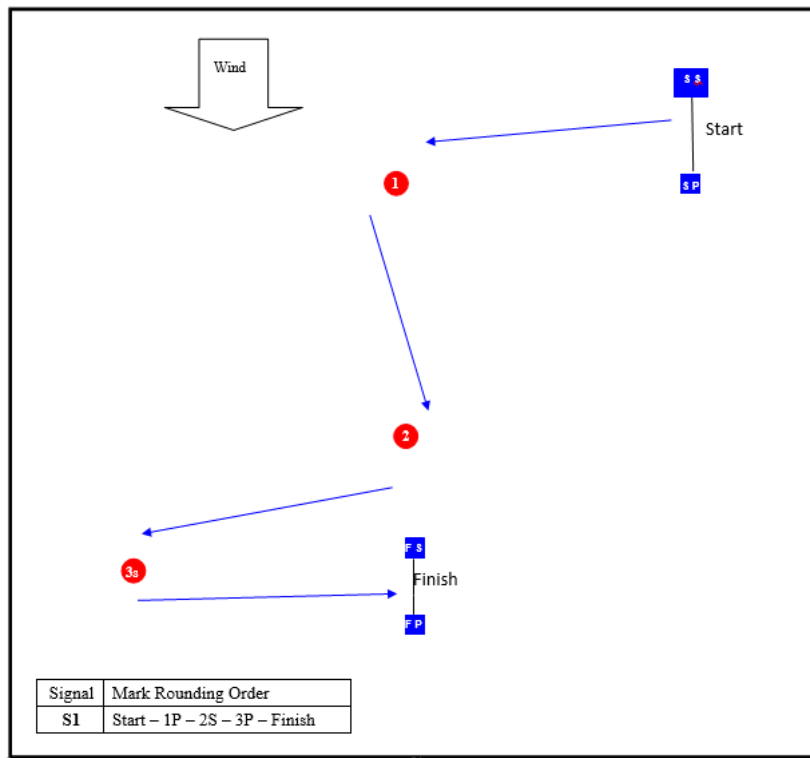 Wind
S S
Start
1
S P
2
F S
3s
Finish
F P
Signal Mark Rounding Order
S1 Start – 1P – 2S – 3P – Finish